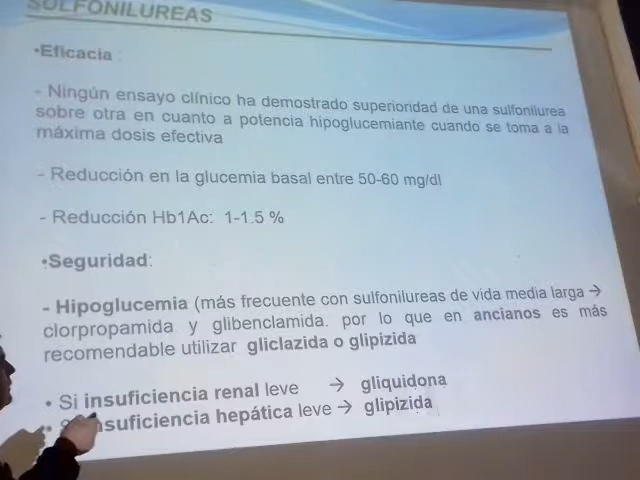 SULFONILUREAS
•Eficacia :
- Ningún ensayo clínico ha demostrado superioridad de una sulfonilurea
sobre otra en cuanto a potencia hipoglucemiante cuando se toma a la
máxima dosis efectiva
- Reducción en la glucemia basal entre 50-60 mg/dl
- Reducción Hb1Ac: 1-1.5 %
•Seguridad:
- Hipoglucemia (más frecuente con sulfonilureas de vida media larga →
clorpropamida y glibenclamida. por lo que en ancianos es más
recomendable utilizar gliclazida o glipizida
• Si insuficiencia renal leve → gliquidona
• insuficiencia hepática leve → glipizida